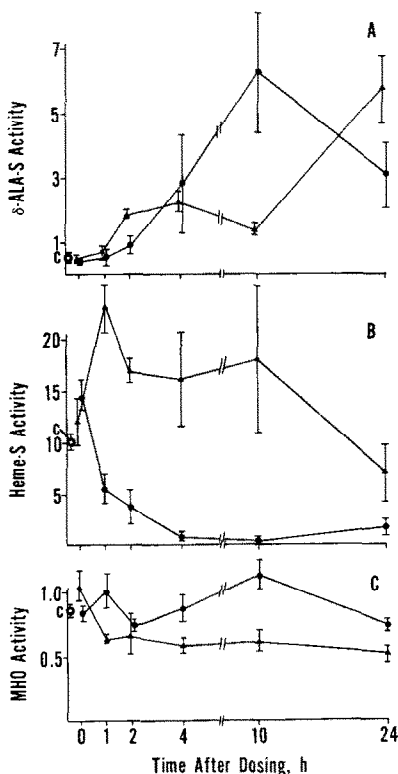 A
7
5
3
1
C
δ-ALA-S Activity
B
20
15
10
5
C
Heme-S Activity
C
1.0
0.5
C
MHO Activity
0 1 2 4 10 24
Time After Dosing, h